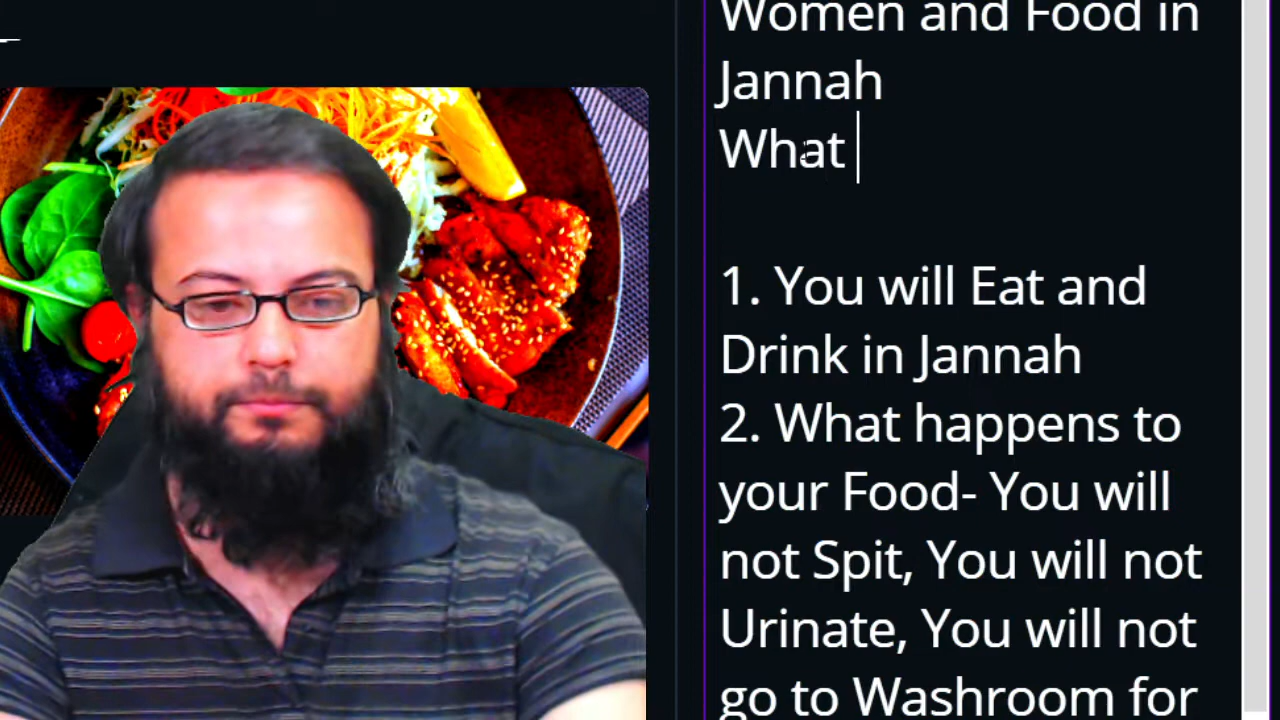 Women and Food in
Jannah
What
1. You will Eat and
Drink in Jannah
2. What happens to
your Food- You will
not Spit, You will not
Urinate, You will not
go to Washroom for